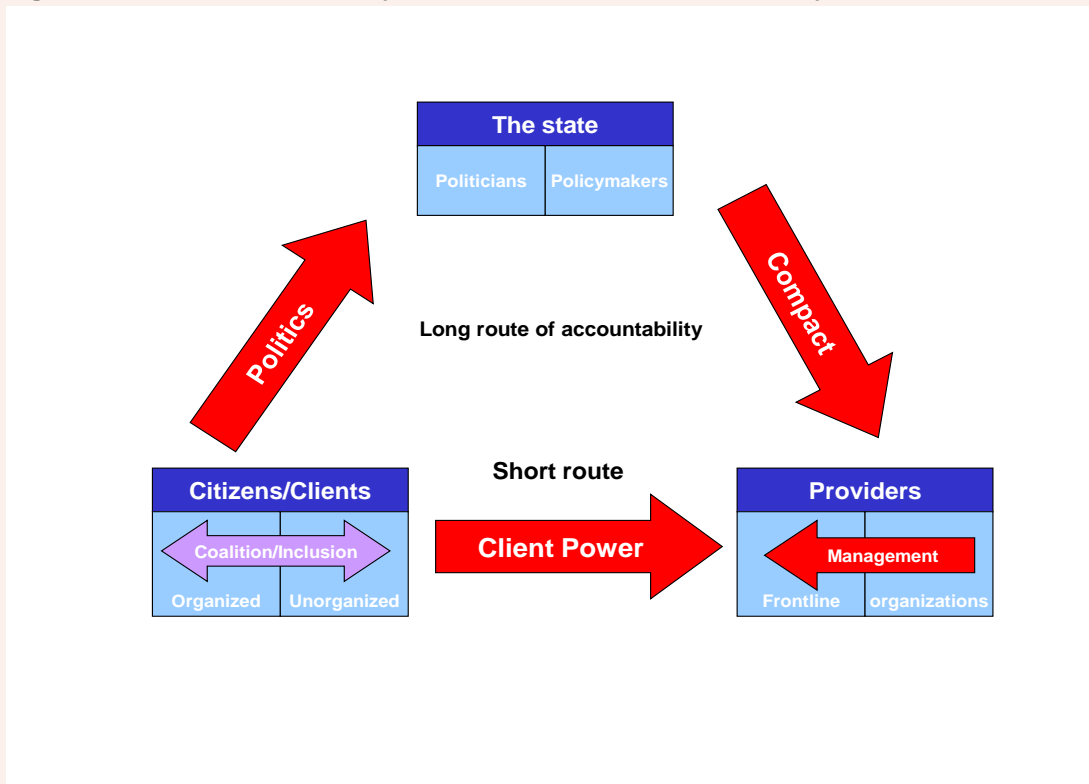 The state
Politicians
Policymakers
Politics
Compact
Long route of accountability
Short route
Citizens/Clients
Coalition/Inclusion
Organized
Unorganized
Client Power
Providers
Management
Frontline
organizations